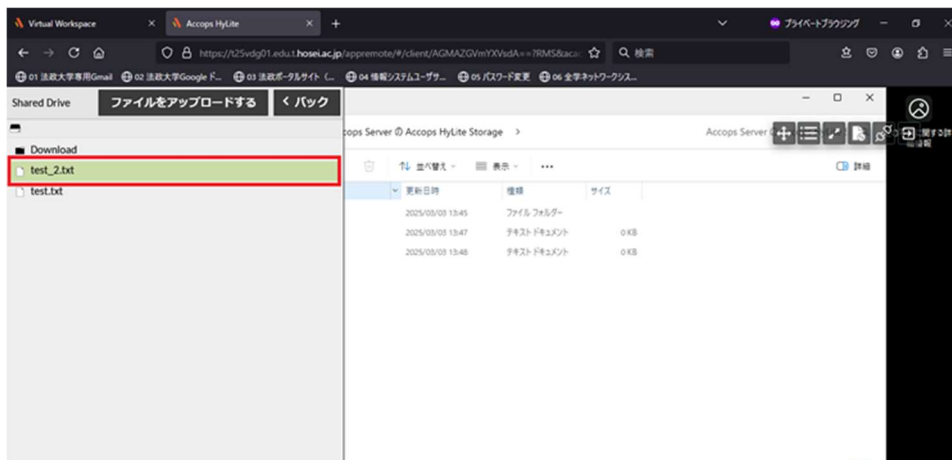 Virtual Workspace
Accops HyLite
プライベートブラウジング
https://t25vdg01.edu.t.hosei.ac.jp/appremote/#/client/AGMAZGVmYXVsdA==?RMS&aca
検索
01 法政大学専用Gmail
02 法政大学Google ド...
03 法政ポータルサイト (...
04 情報システムユーザサ...
05 パスワード変更
06 全学ネットワークシス...
Shared Drive
ファイルをアップロードする
バック
cops Server の Accops HyLite Storage
Accops Server
Download
test_2.txt
test.txt
並べ替え
表示
詳細
更新日時 種類 サイズ
2025/03/03 13:45 ファイル フォルダー
2025/03/03 13:47 テキスト ドキュメント 0 KB
2025/03/03 13:48 テキスト ドキュメント 0 KB